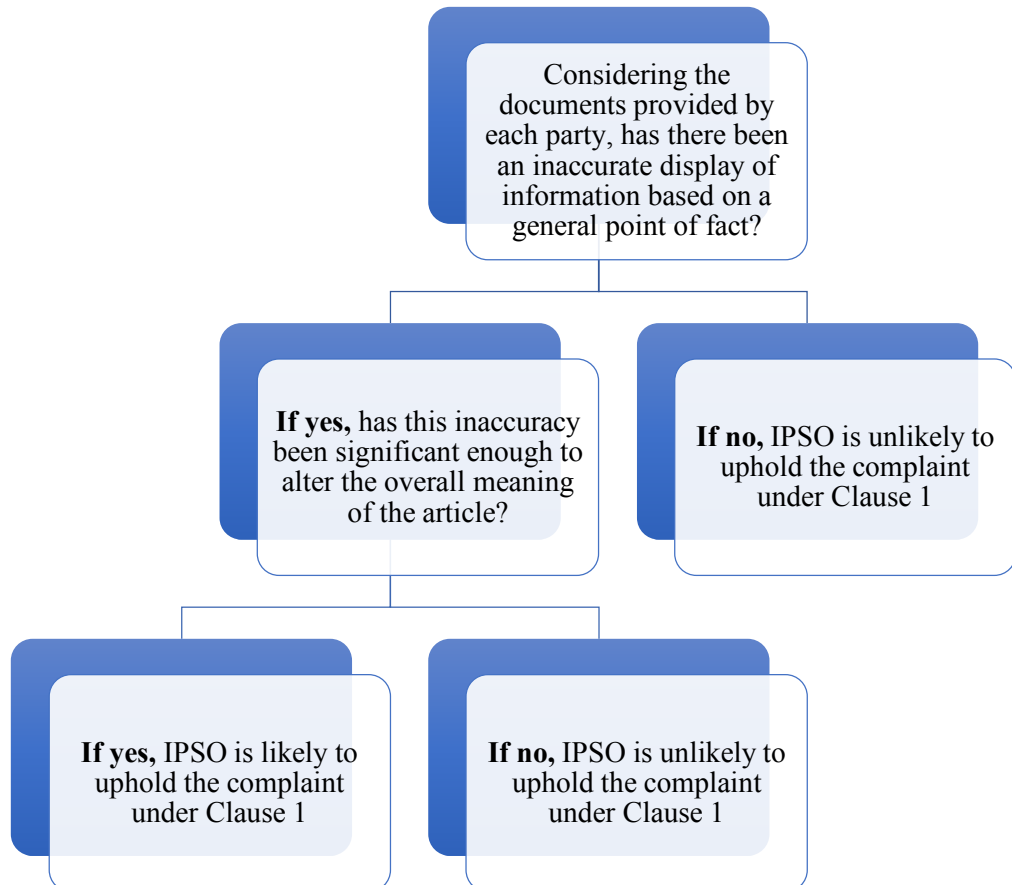 Considering the
documents provided by
each party, has there been
an inaccurate display of
information based on a
general point of fact?
If yes, has this inaccuracy
been significant enough to
alter the overall meaning
of the article?
If no, IPSO is unlikely to
uphold the complaint
under Clause 1
If yes, IPSO is likely to
uphold the complaint
under Clause 1
If no, IPSO is unlikely to
uphold the complaint
under Clause 1